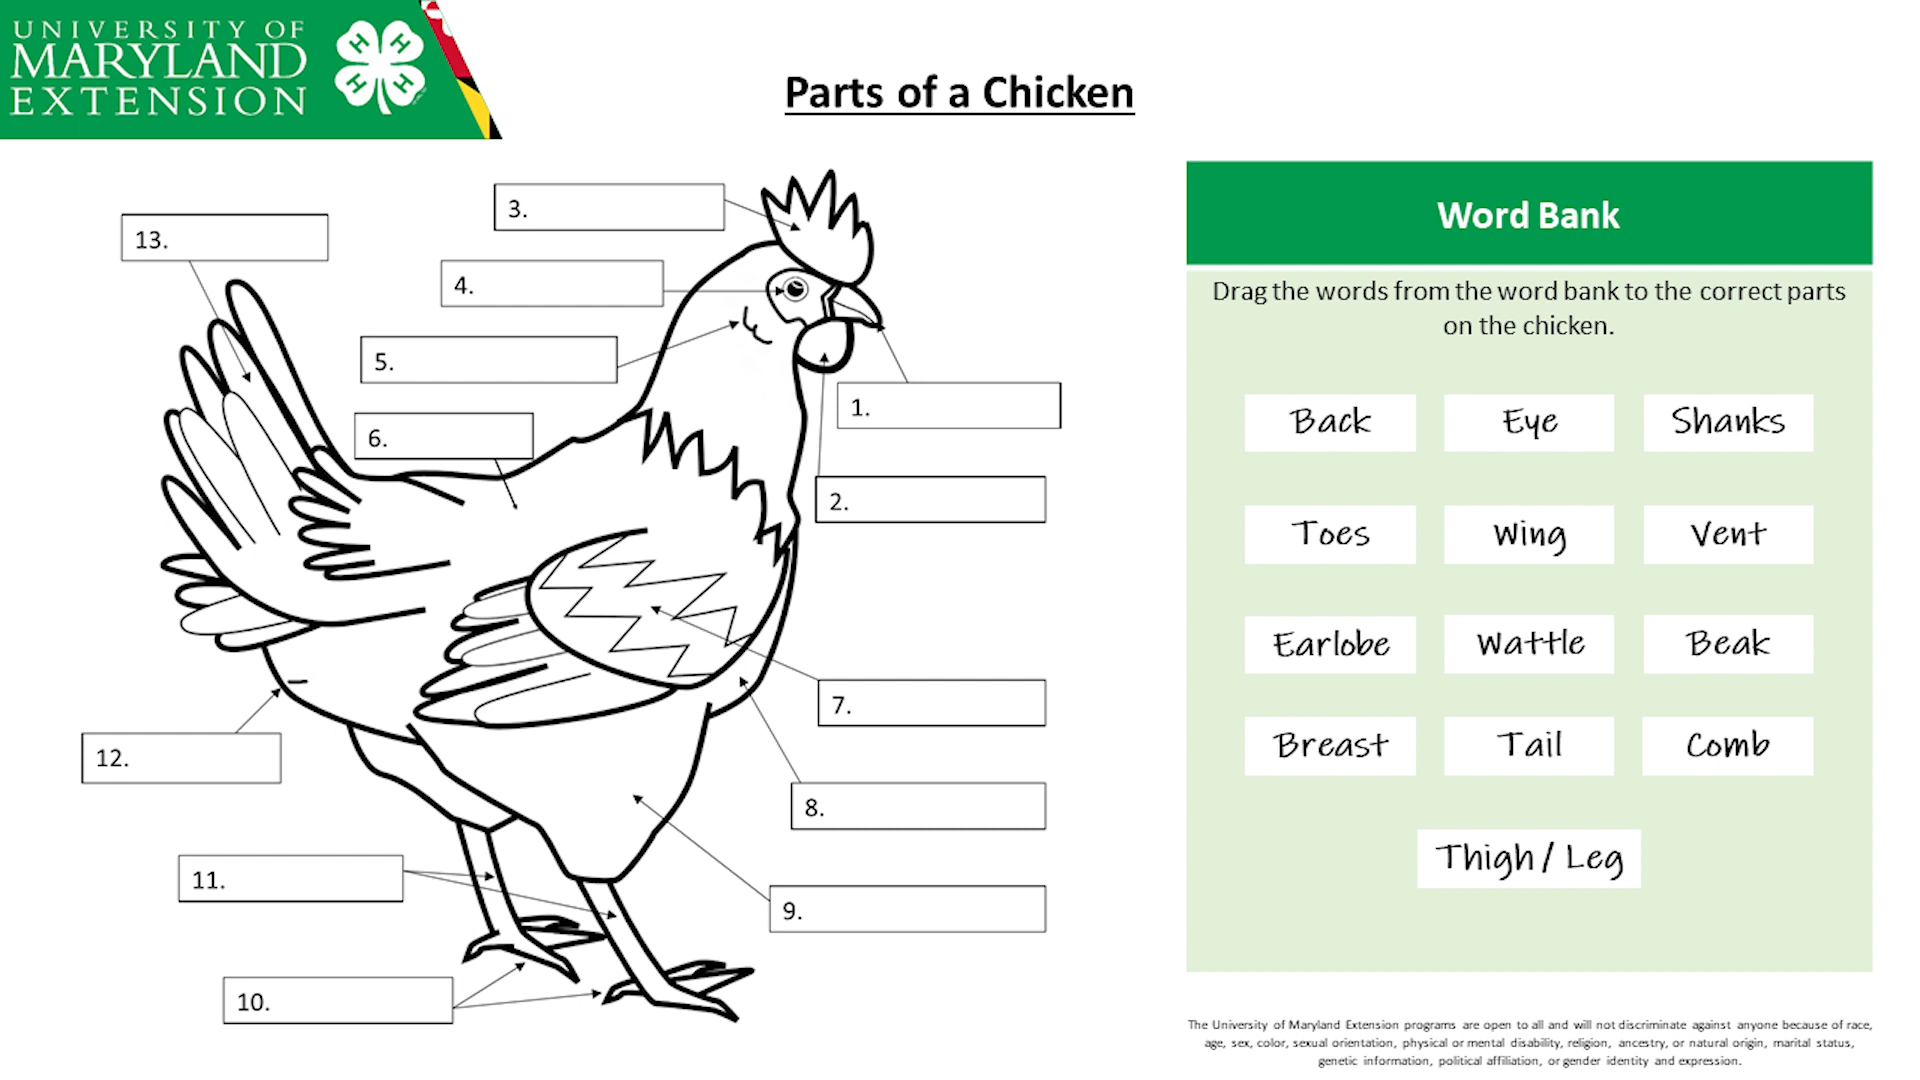 UNIVERSITY OF
MARYLAND
EXTENSION
H H
H H
Parts of a Chicken
13.
3.
4.
5.
6.
1.
2.
7.
12.
8.
11.
9.
10.
Word Bank
Drag the words from the word bank to the correct parts
on the chicken.
Back Eye Shanks
Toes Wing Vent
Earlobe Wattle Beak
Breast Tail Comb
Thigh / Leg
The University of Maryland Extension programs are open to all and will not discriminate against anyone because of race,
age, sex, color, sexual orientation, physical or mental disability, religion, ancestry, or natural origin, marital status,
genetic information, political affiliation, or gender identity and expression.